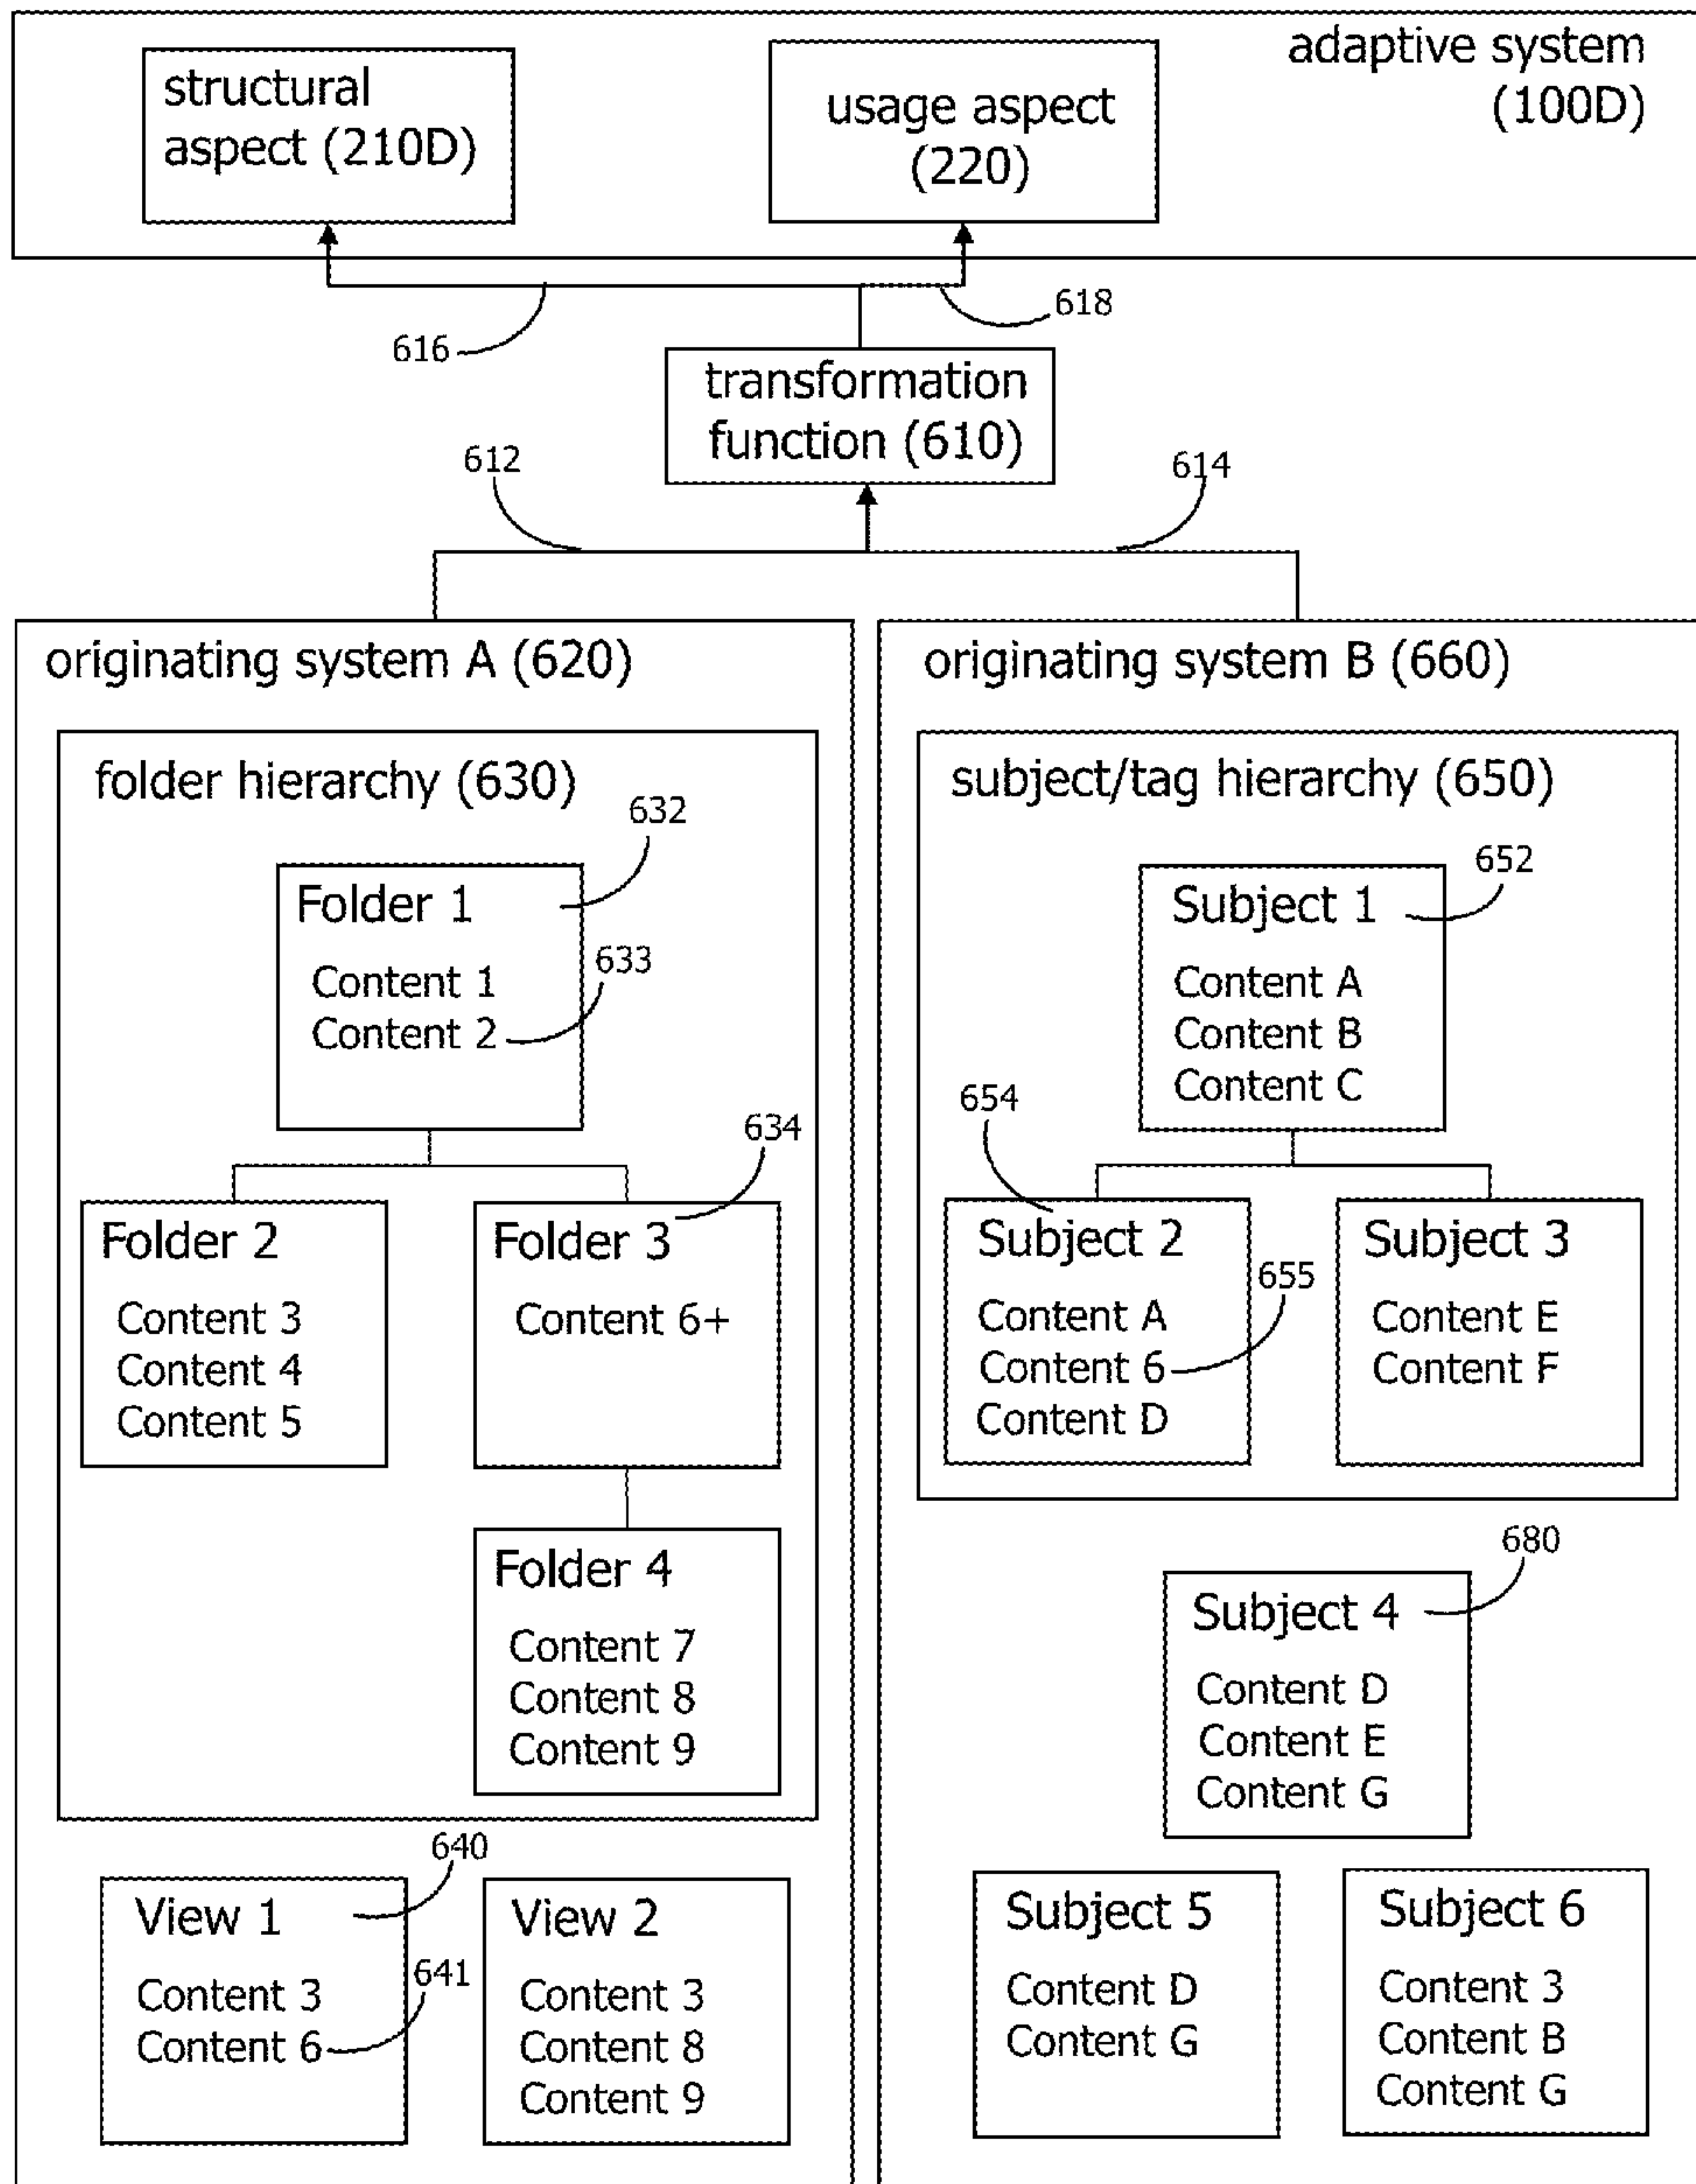 adaptive system
(100D)
structural
aspect (210D)
usage aspect
(220)
616
618
transformation
function (610)
612
614
originating system A (620)
folder hierarchy (630)
632
Folder 1
633
Content 1
Content 2
634
Folder 2
Content 3
Content 4
Content 5
Folder 3
Content 6+
Folder 4
Content 7
Content 8
Content 9
640
View 1
641
Content 3
Content 6
View 2
Content 3
Content 8
Content 9
originating system B (660)
subject/tag hierarchy (650)
652
Subject 1
Content A
Content B
Content C
654
Subject 2
655
Content A
Content 6
Content D
Subject 3
Content E
Content F
680
Subject 4
Content D
Content E
Content G
Subject 5
Content D
Content G
Subject 6
Content 3
Content B
Content G